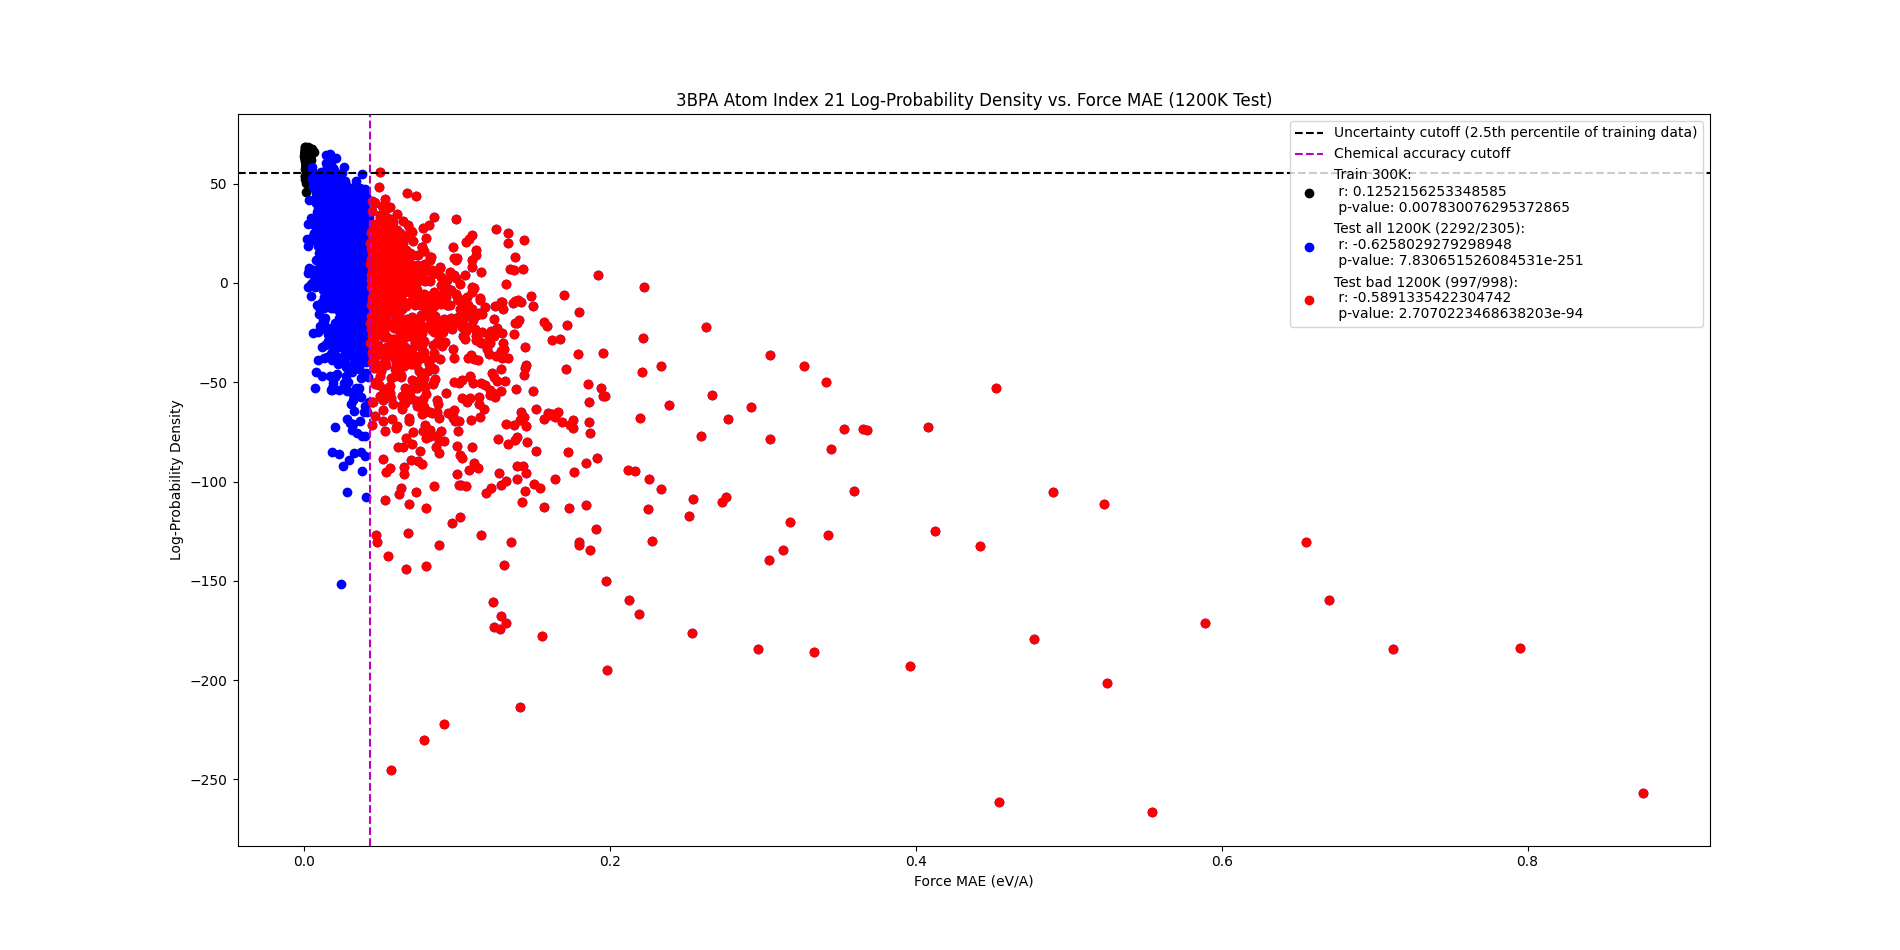 3BPA Atom Index 21 Log-Probability Density vs. Force MAE (1200K Test)
Uncertainty cutoff (2.5th percentile of training data)
Chemical accuracy cutoff
Train 300K:
r: 0.1252156253348585
p-value: 0.007830076295372865
Test all 1200K (2292/2305):
r: -0.6258029279298948
p-value: 7.830651526084531e-251
Test bad 1200K (997/998):
r: -0.5891335422304742
p-value: 2.7070223468638203e-94
Log-Probability Density
50
0
−50
−100
−150
−200
−250
0.0 0.2 0.4 0.6 0.8
Force MAE (eV/A)